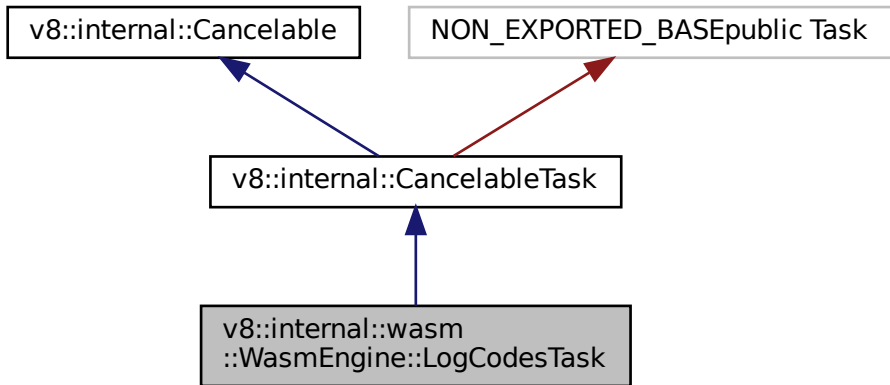 v8::internal::Cancelable
NON_EXPORTED_BASEpublic Task
v8::internal::CancelableTask
v8::internal::wasm
::WasmEngine::LogCodesTask